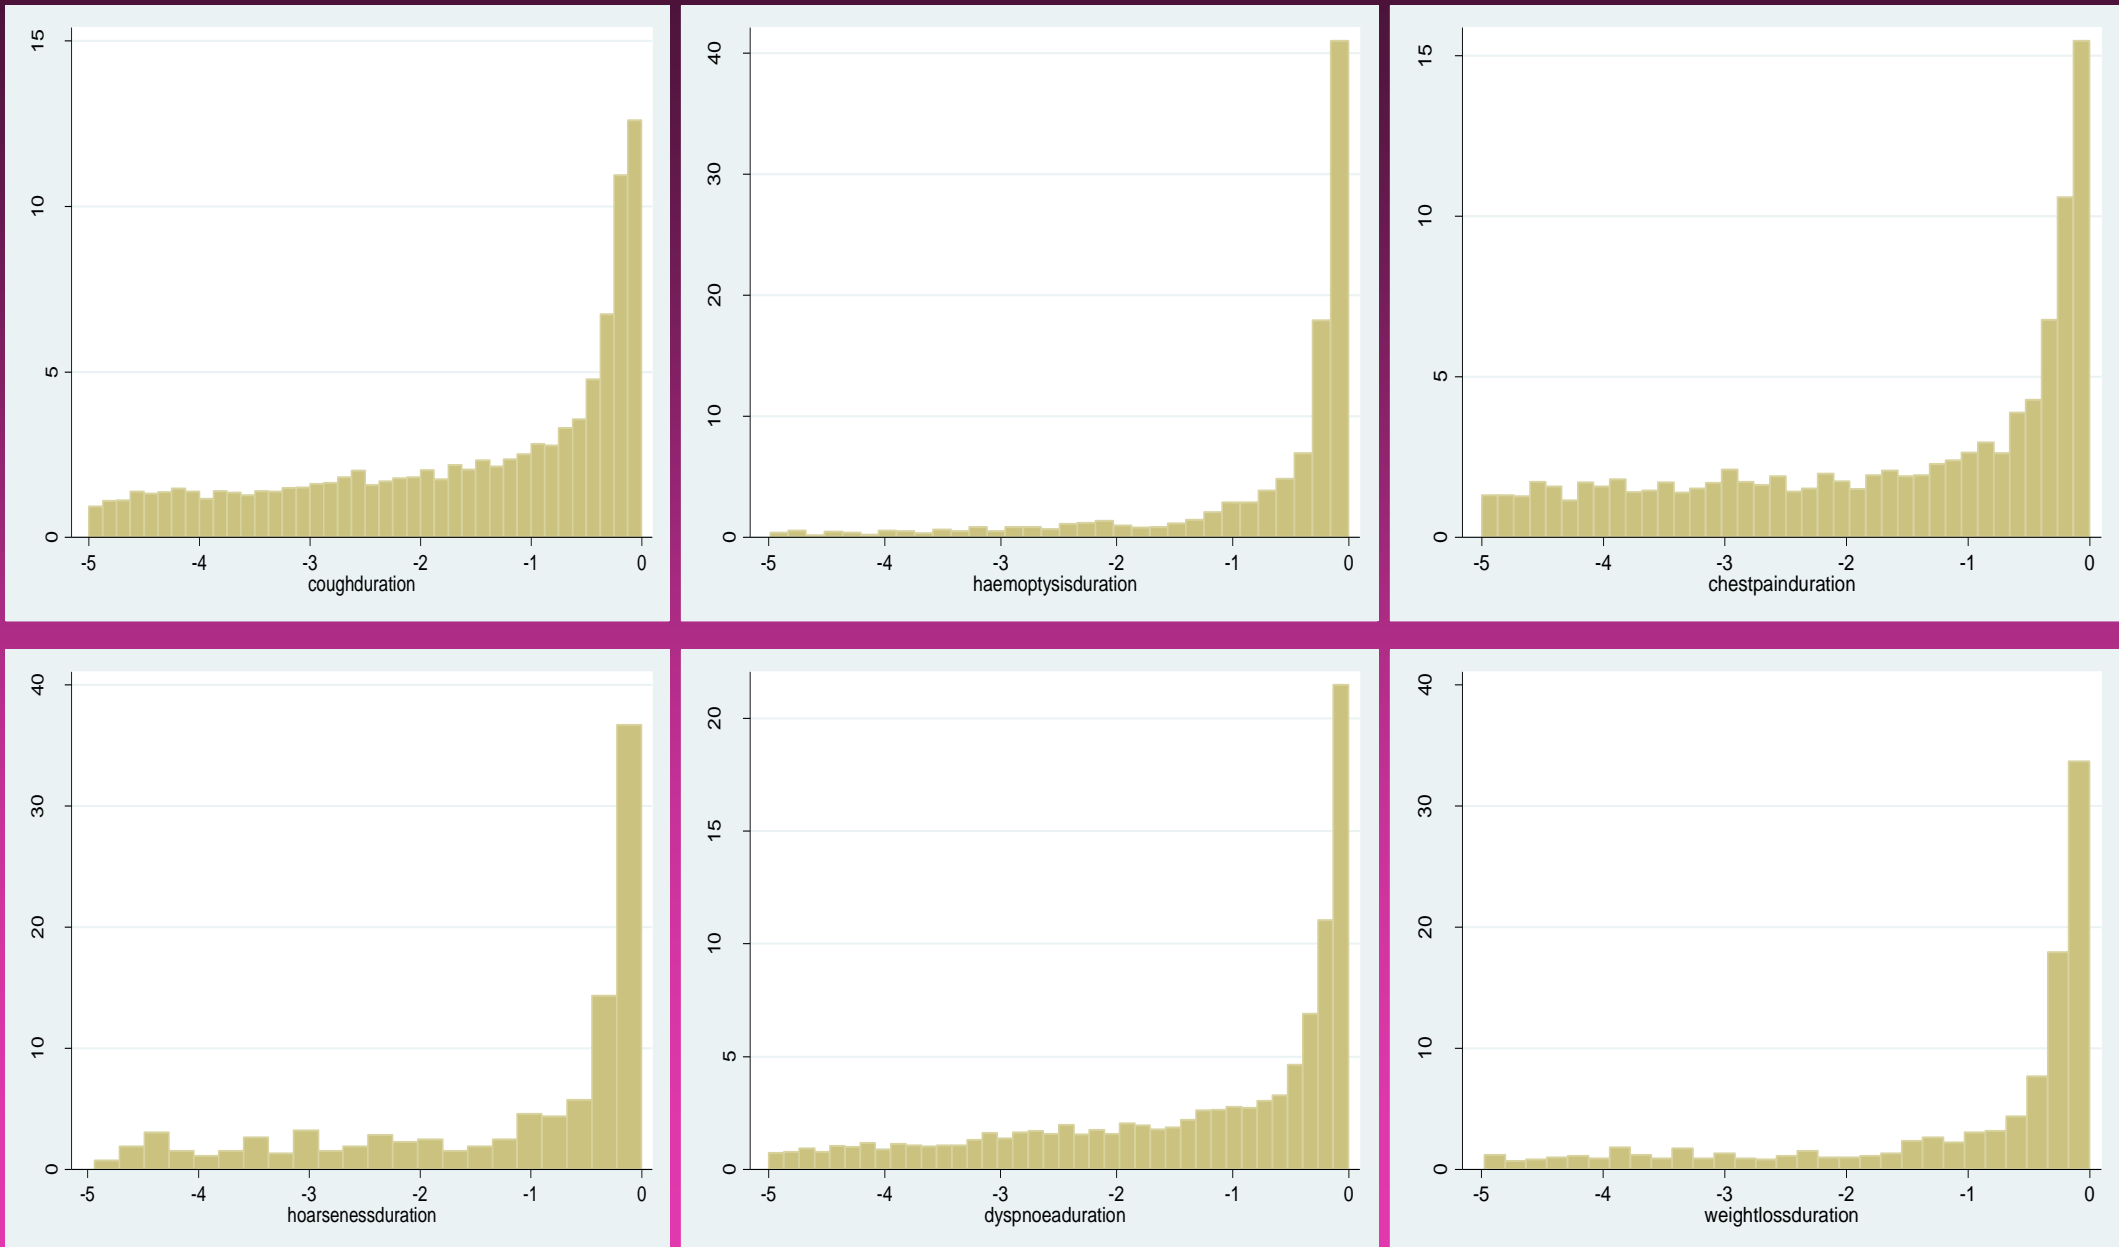 15
10
5
0
-5 -4 -3 -2 -1 0
coughduration
40
30
20
10
0
-5 -4 -3 -2 -1 0
haemoptysisduration
15
10
5
0
-5 -4 -3 -2 -1 0
chestpainduration
40
30
20
10
0
-5 -4 -3 -2 -1 0
hoarsenessduration
20
15
10
5
0
-5 -4 -3 -2 -1 0
dyspnoeaduration
40
30
20
10
0
-5 -4 -3 -2 -1 0
weightlossduration